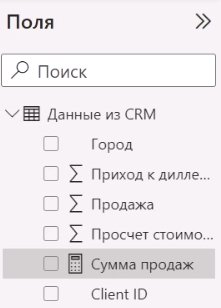 Поля
Поиск
Данные из CRM
Город
Приход к дилле...
Продажа
Просчет стоимо...
Сумма продаж
Client ID